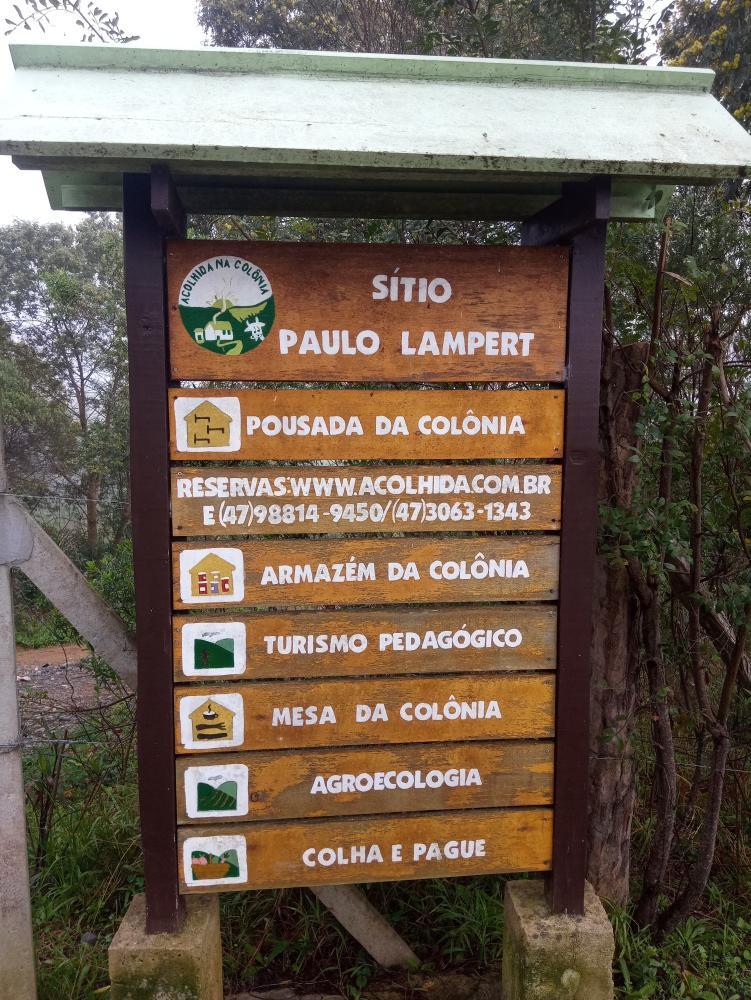 ACOLHIDA NA COLÔNIA
SÍTIO
PAULO LAMPERT
POUSADA DA COLÔNIA
RESERVAS:WWW.ACOLHIDA.COM.BR
E (47)98814-9450/(47)3063-1343
ARMAZÉM DA COLÔNIA
TURISMO PEDAGÓGICO
MESA DA COLÔNIA
AGROECOLOGIA
COLHA E PAGUE